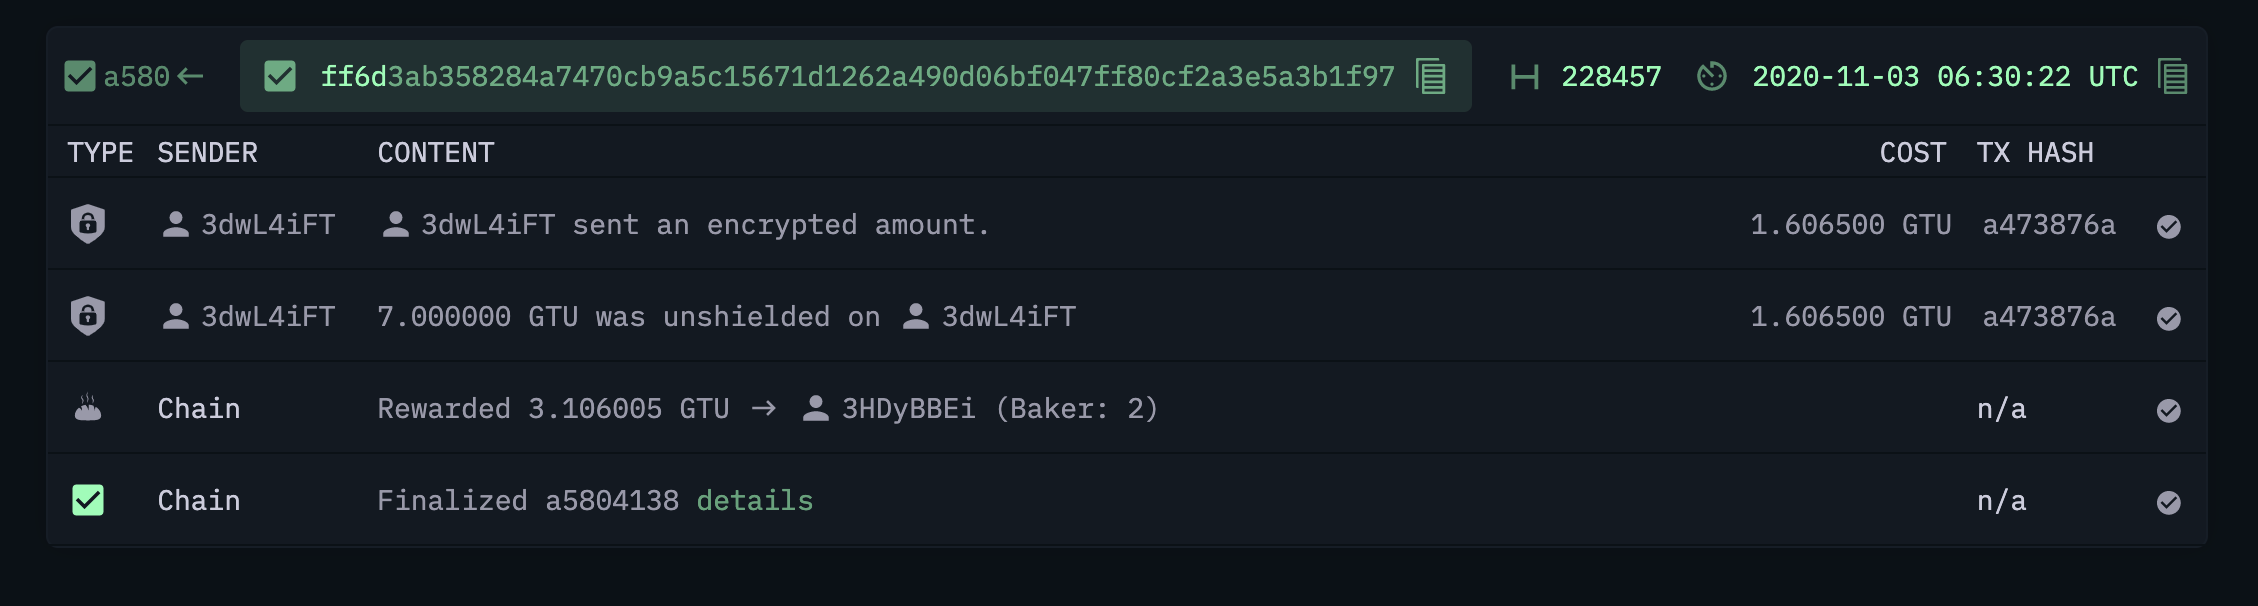 a580 ← ff6d3ab358284a7470cb9a5c15671d1262a490d06bf047ff80cf2a3e5a3b1f97 228457 2020-11-03 06:30:22 UTC
TYPE SENDER CONTENT COST TX HASH
3dwL4iFT 3dwL4iFT sent an encrypted amount. 1.606500 GTU a473876a
3dwL4iFT 7.000000 GTU was unshielded on 3dwL4iFT 1.606500 GTU a473876a
Chain Rewarded 3.106005 GTU → 3HDyBBEi (Baker: 2) n/a
Chain Finalized a5804138 details n/a